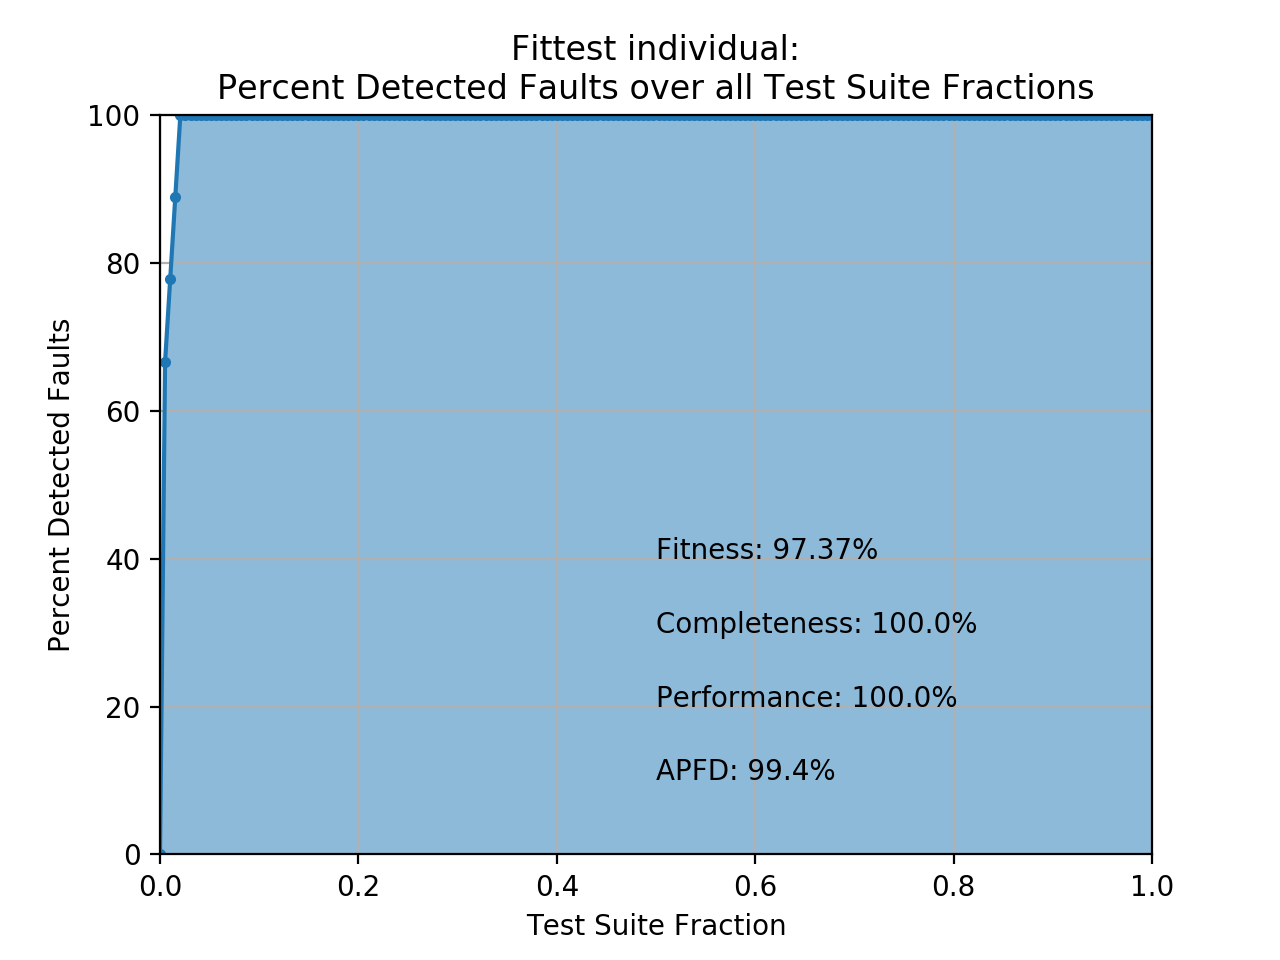 Fittest individual:
Percent Detected Faults over all Test Suite Fractions
100
80
60
40
20
0
Percent Detected Faults
Fitness: 97.37%
Completeness: 100.0%
Performance: 100.0%
APFD: 99.4%
0.0 0.2 0.4 0.6 0.8 1.0
Test Suite Fraction